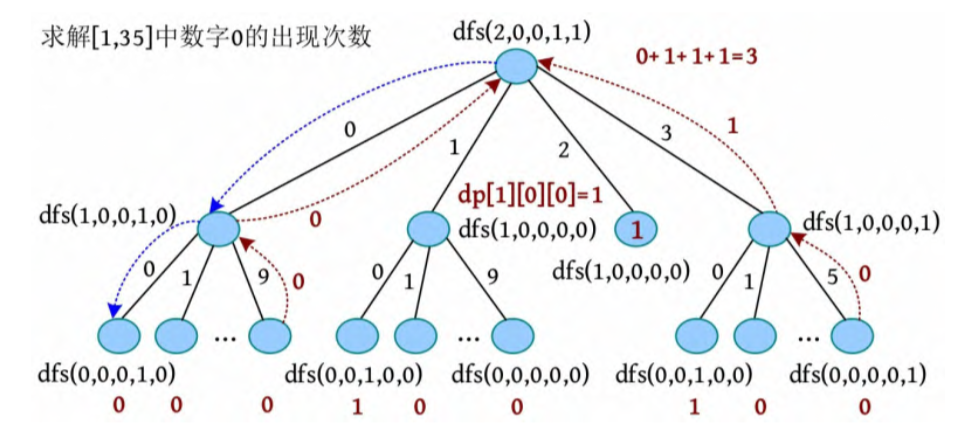 求解[1,35]中数字0的出现次数
dfs(2,0,0,1,1)
0+1+1+1=3
0
1
2
3
1
dp[1][0][0]=1
dfs(1,0,0,1,0)
0
dfs(1,0,0,0,0)
1
dfs(1,0,0,0,1)
dfs(1,0,0,0,0)
0
1
9
0
0
1
9
0
1
5
0
...
...
...
dfs(0,0,0,1,0)
dfs(0,0,1,0,0)
dfs(0,0,0,0,0)
dfs(0,0,1,0,0)
dfs(0,0,0,0,1)
0 0 0 1 0 0 1 0 0